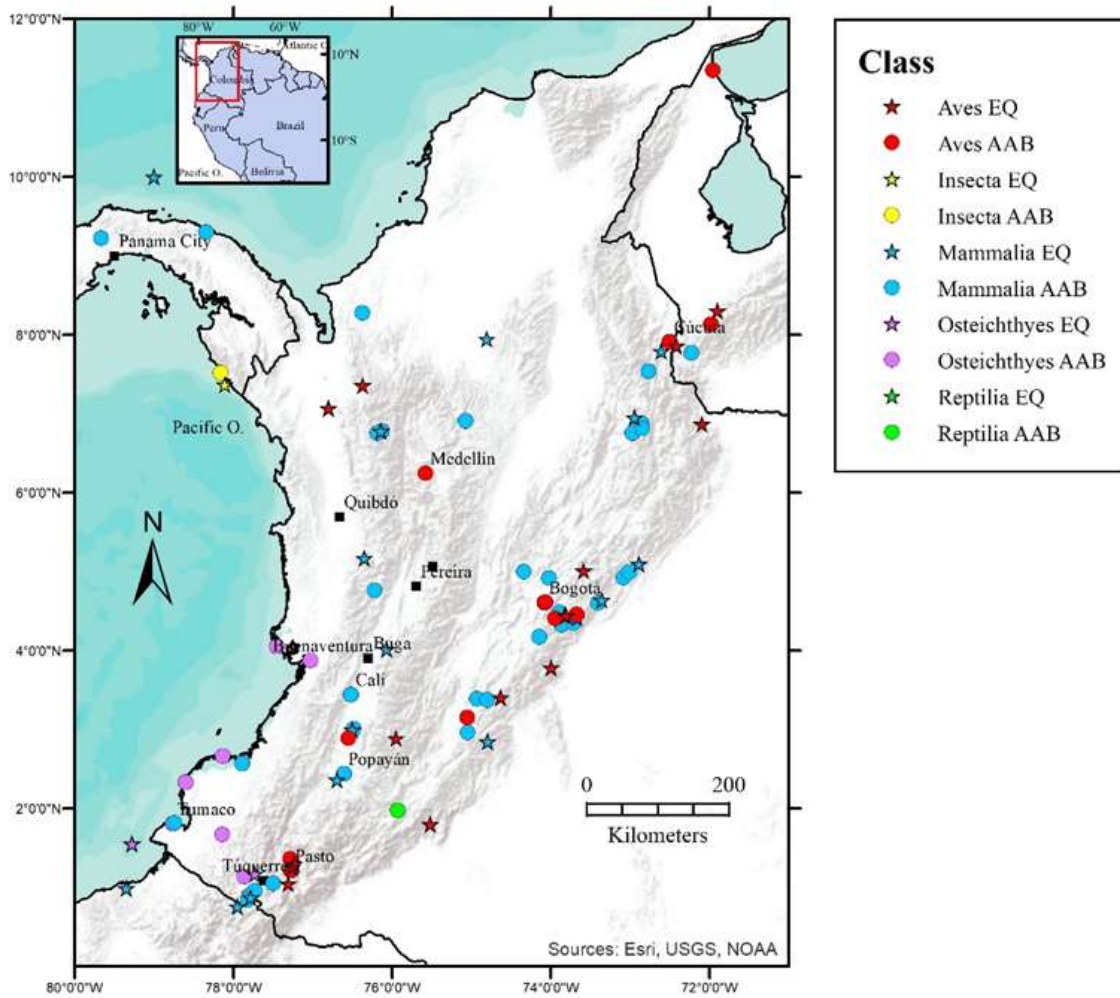 12°0'0"N
10°0'0"N
8°0'0"N
6°0'0"N
4°0'0"N
2°0'0"N
80°0'0"W
78°0'0"W
76°0'0"W
74°0'0"W
72°0'0"W
80°W
60°W
Atlantic O.
10°N
Colombia
Peru
Brazil
10°S
Bolivia
Pacific O.
Panama City
Cúcuta
Pacific O.
Medellín
Quibdó
N
Pereira
Bogota
Buenaventura
Buga
Cali
Popayán
Tumaco
Pasto
Túquerres
0
200
Kilometers
Sources: Esri, USGS, NOAA
Class
Aves EQ
Aves AAB
Insecta EQ
Insecta AAB
Mammalia EQ
Mammalia AAB
Osteichthyes EQ
Osteichthyes AAB
Reptilia EQ
Reptilia AAB